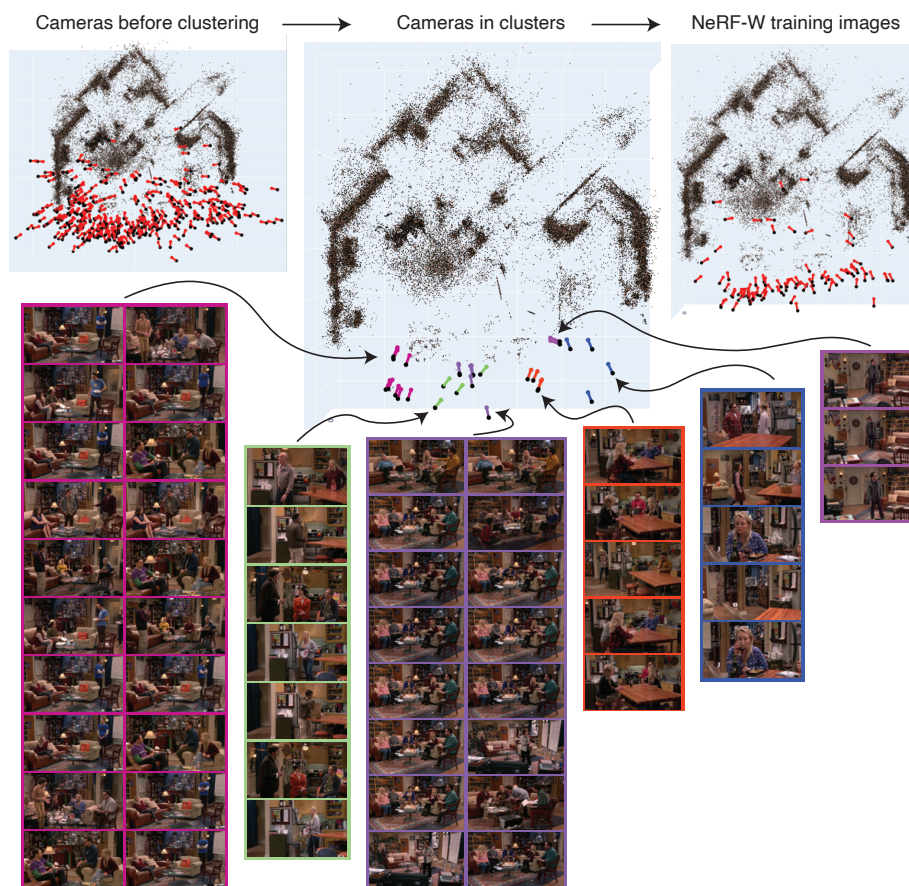 Cameras before clustering
Cameras in clusters
NeRF-W training images